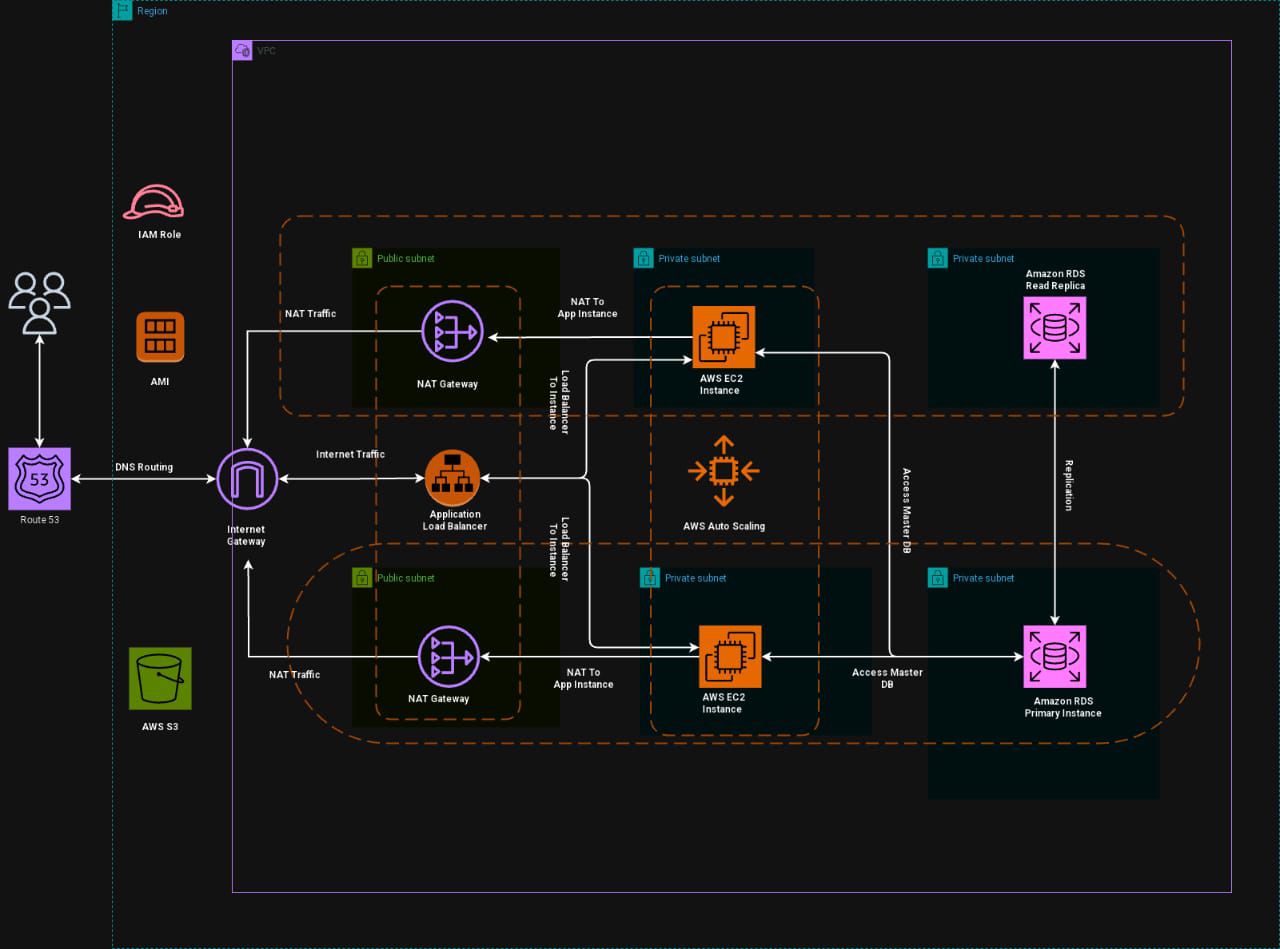 Region
VPC
IAM Role
AMI
Public subnet
Private subnet
Private subnet
Amazon RDS
Read Replica
NAT Traffic
NAT To
App Instance
NAT Gateway
AWS EC2
Instance
Load Balancer
To Instance
Internet Traffic
DNS Routing
53
Route 53
Internet
Gateway
Application
Load Balancer
AWS Auto Scaling
Access Master DB
Replication
Load Balancer
To Instance
Public subnet
Private subnet
Private subnet
NAT Traffic
NAT Gateway
NAT To
App Instance
AWS EC2
Instance
Access Master
DB
Amazon RDS
Primary Instance
AWS S3